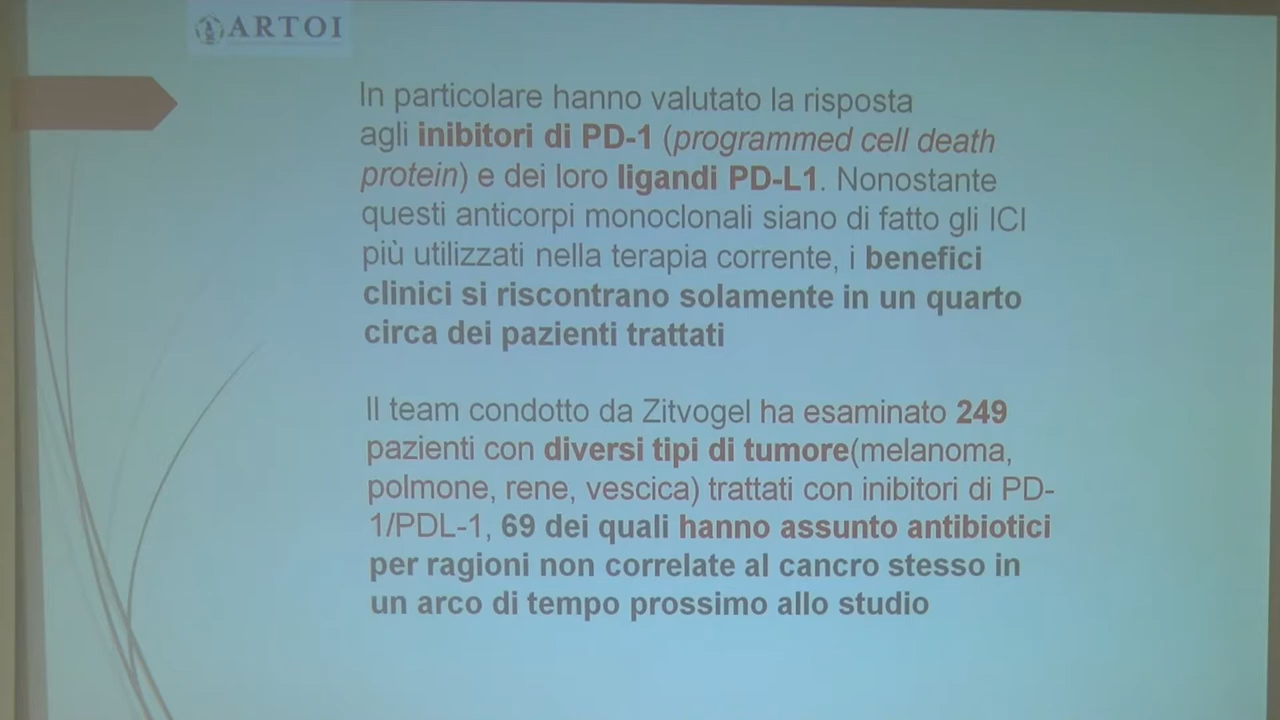 ARTOI
In particolare hanno valutato la risposta
agli inibitori di PD-1 (programmed cell death
protein) e dei loro ligandi PD-L1. Nonostante
questi anticorpi monoclonali siano di fatto gli ICI
più utilizzati nella terapia corrente, i benefici
clinici si riscontrano solamente in un quarto
circa dei pazienti trattati
Il team condotto da Zitvogel ha esaminato 249
pazienti con diversi tipi di tumore(melanoma,
polmone, rene, vescica) trattati con inibitori di PD-
1/PDL-1, 69 dei quali hanno assunto antibiotici
per ragioni non correlate al cancro stesso in
un arco di tempo prossimo allo studio